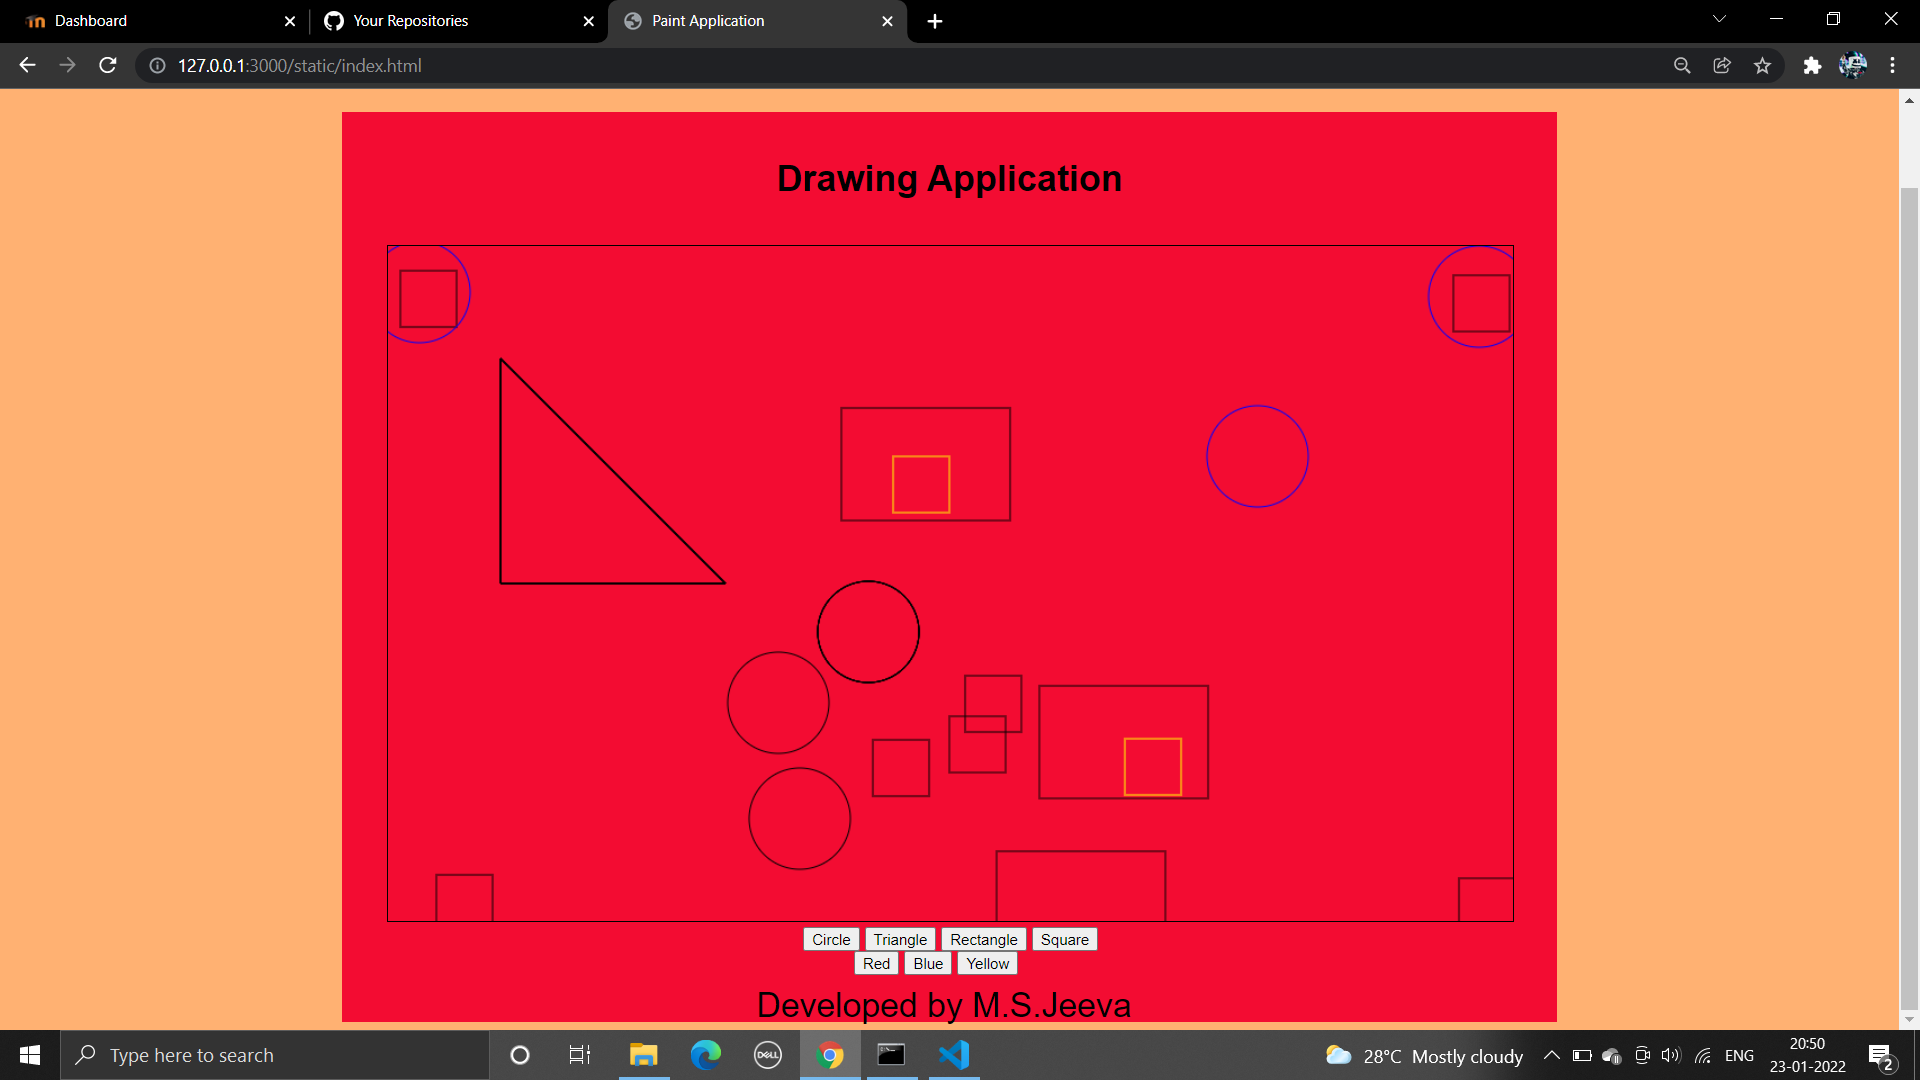 Dashboard
Your Repositories
Paint Application
127.0.0.1:3000/static/index.html
Drawing Application
Circle Triangle Rectangle Square
Red Blue Yellow
Developed by M.S.Jeeva
Type here to search
DELL
28°C Mostly cloudy
ENG
20:50
23-01-2022
2